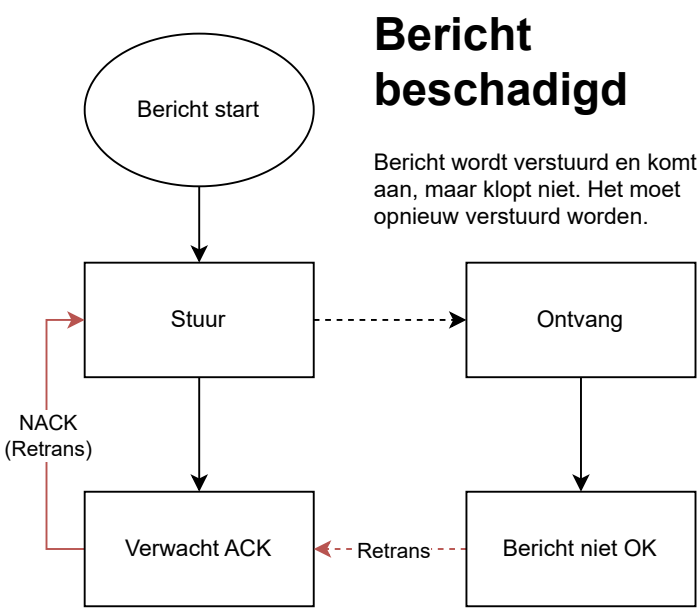 Bericht
beschadigd
Bericht start
Bericht wordt verstuurd en komt
aan, maar klopt niet. Het moet
opnieuw verstuurd worden.
Stuur
Ontvang
NACK
(Retrans)
Verwacht ACK
Retrans
Bericht niet OK